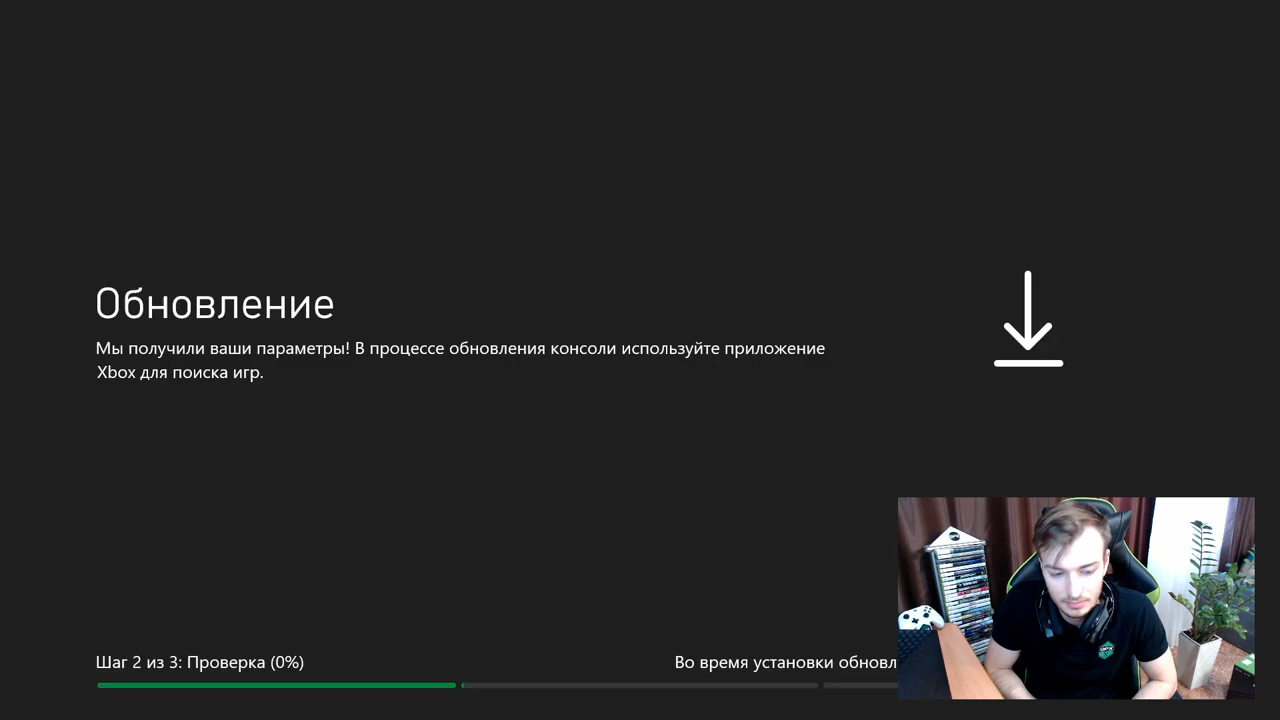 Обновление
Мы получили ваши параметры! В процессе обновления консоли используйте приложение
Xbox для поиска игр.
Шаг 2 из 3: Проверка (0%)
Во время установки обновл